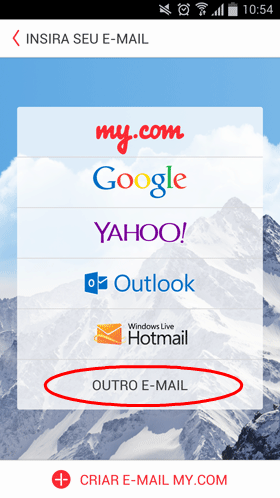 10:54
INSIRA SEU E-MAIL
my.com
Google
YAHOO!
Outlook
Windows Live
Hotmail
OUTRO E-MAIL
CRIAR E-MAIL MY.COM